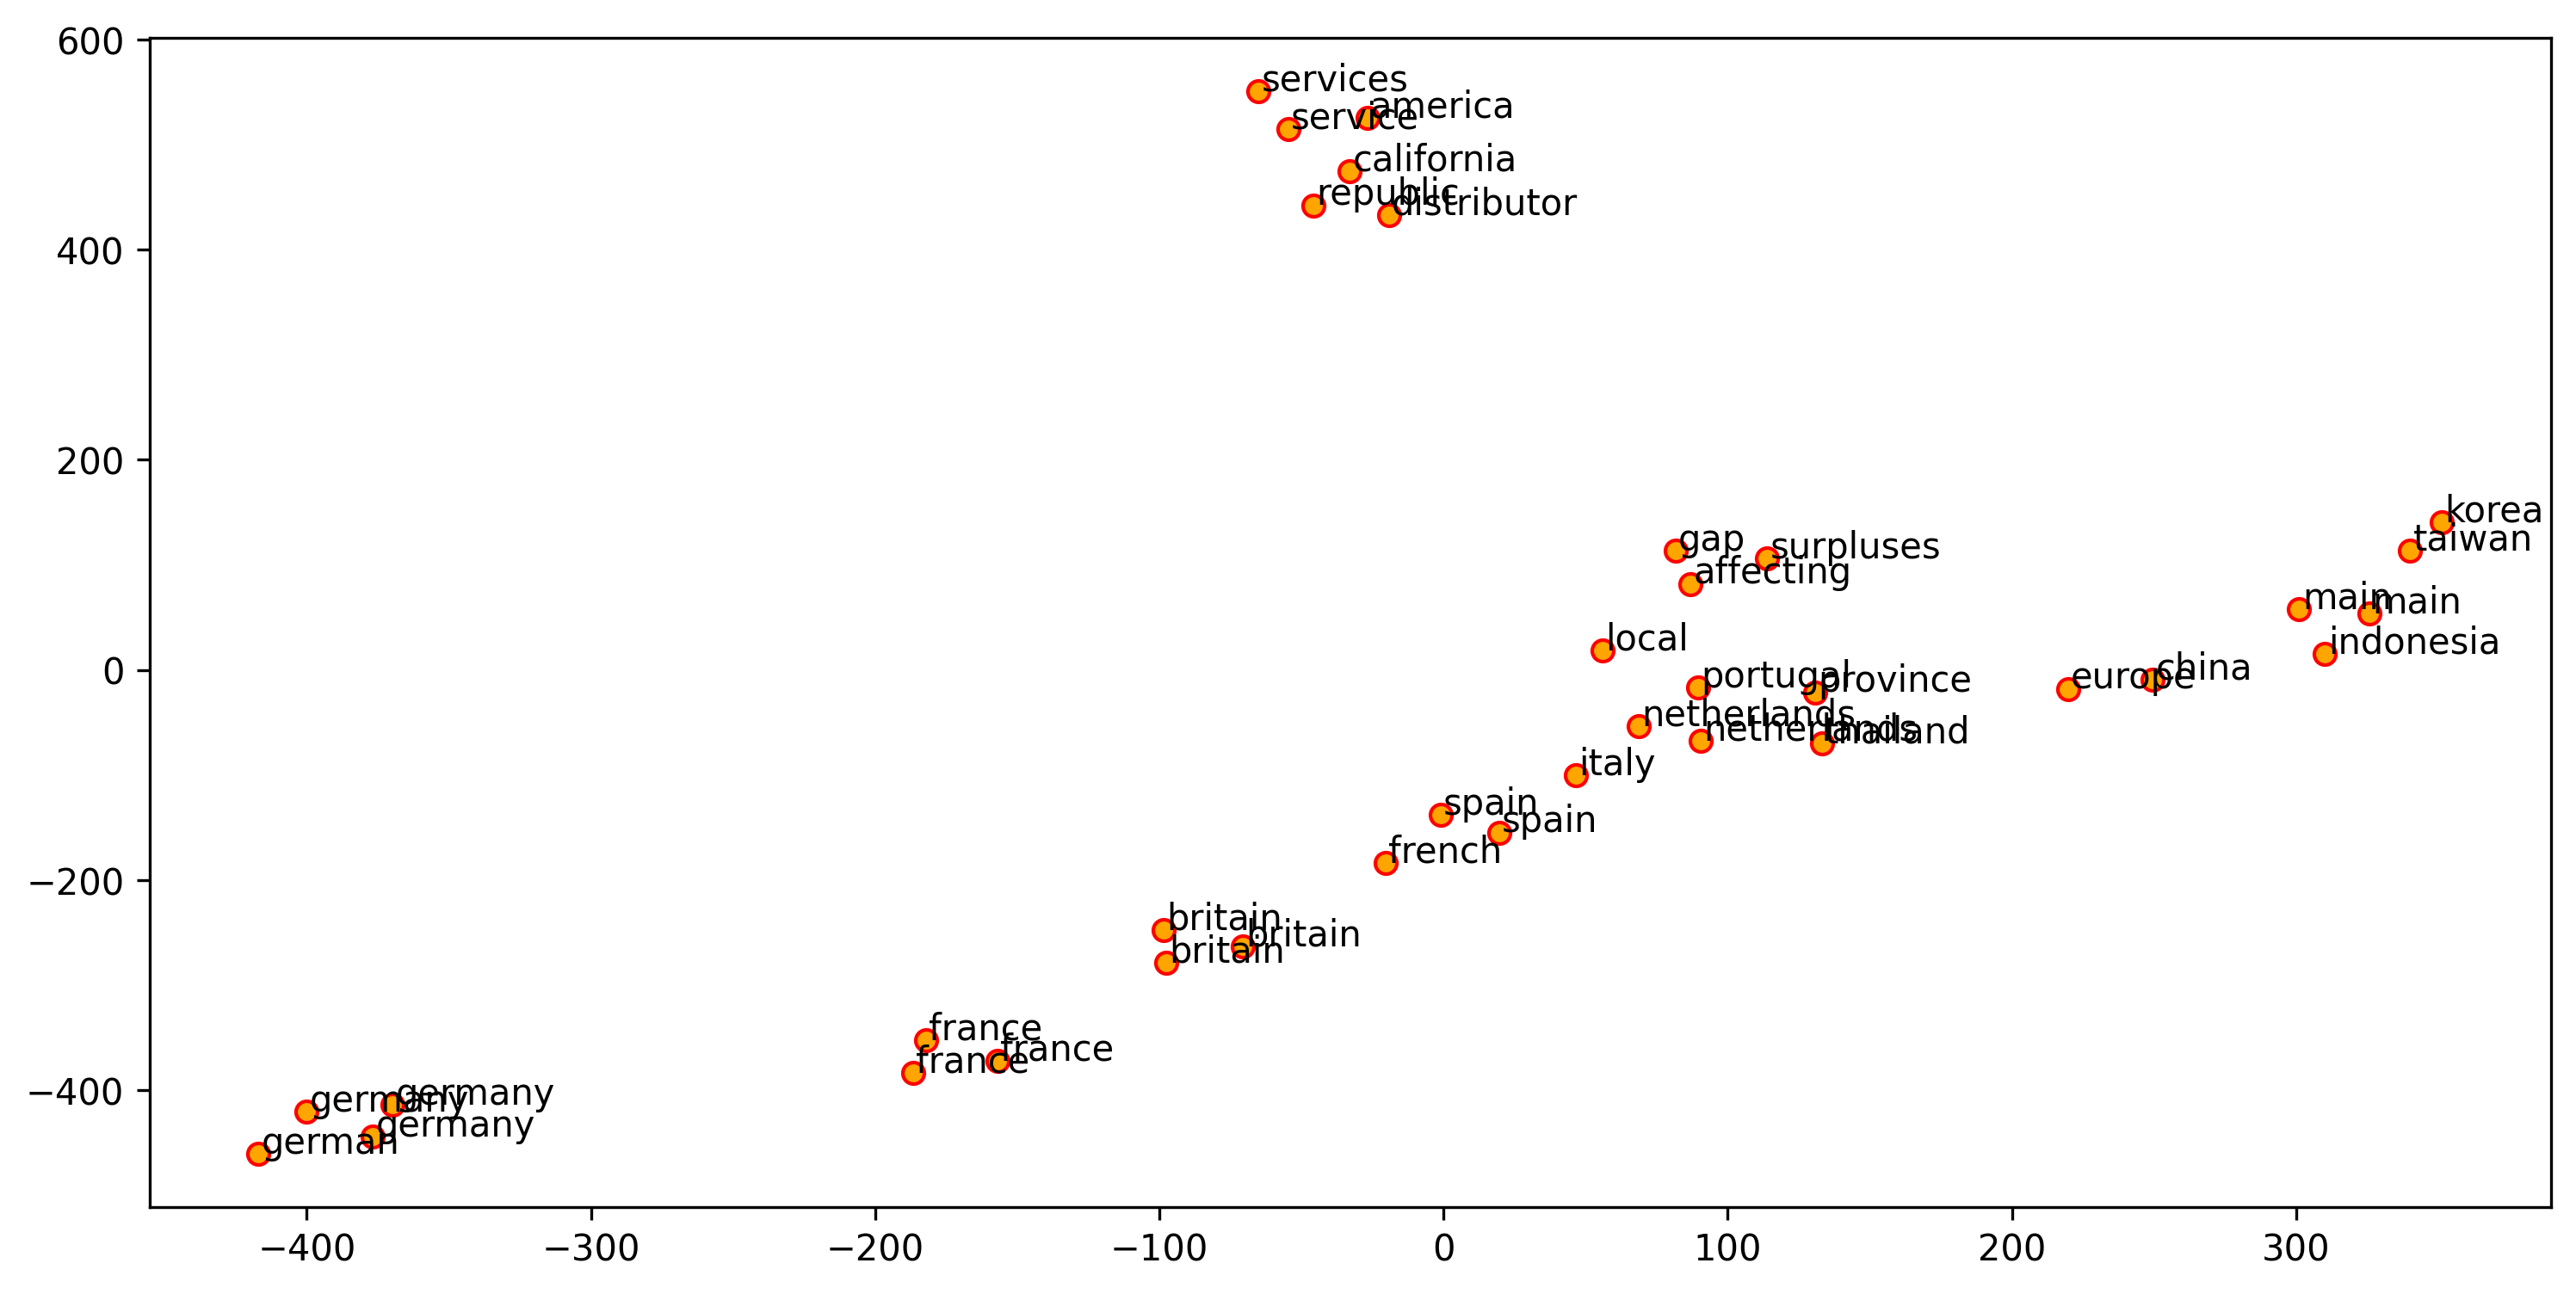 600
services
america
service
california
republic
distributor
400
200
korea
gap
taiwan
surpluses
affecting
main
main
local
indonesia
0
china
portugal
province
europe
netherlands
netherlands
thailand
italy
spain
spain
french
−200
britain
britain
britain
france
france
france
−400
germany
germany
germany
german
−400
−300
−200
−100
0
100
200
300